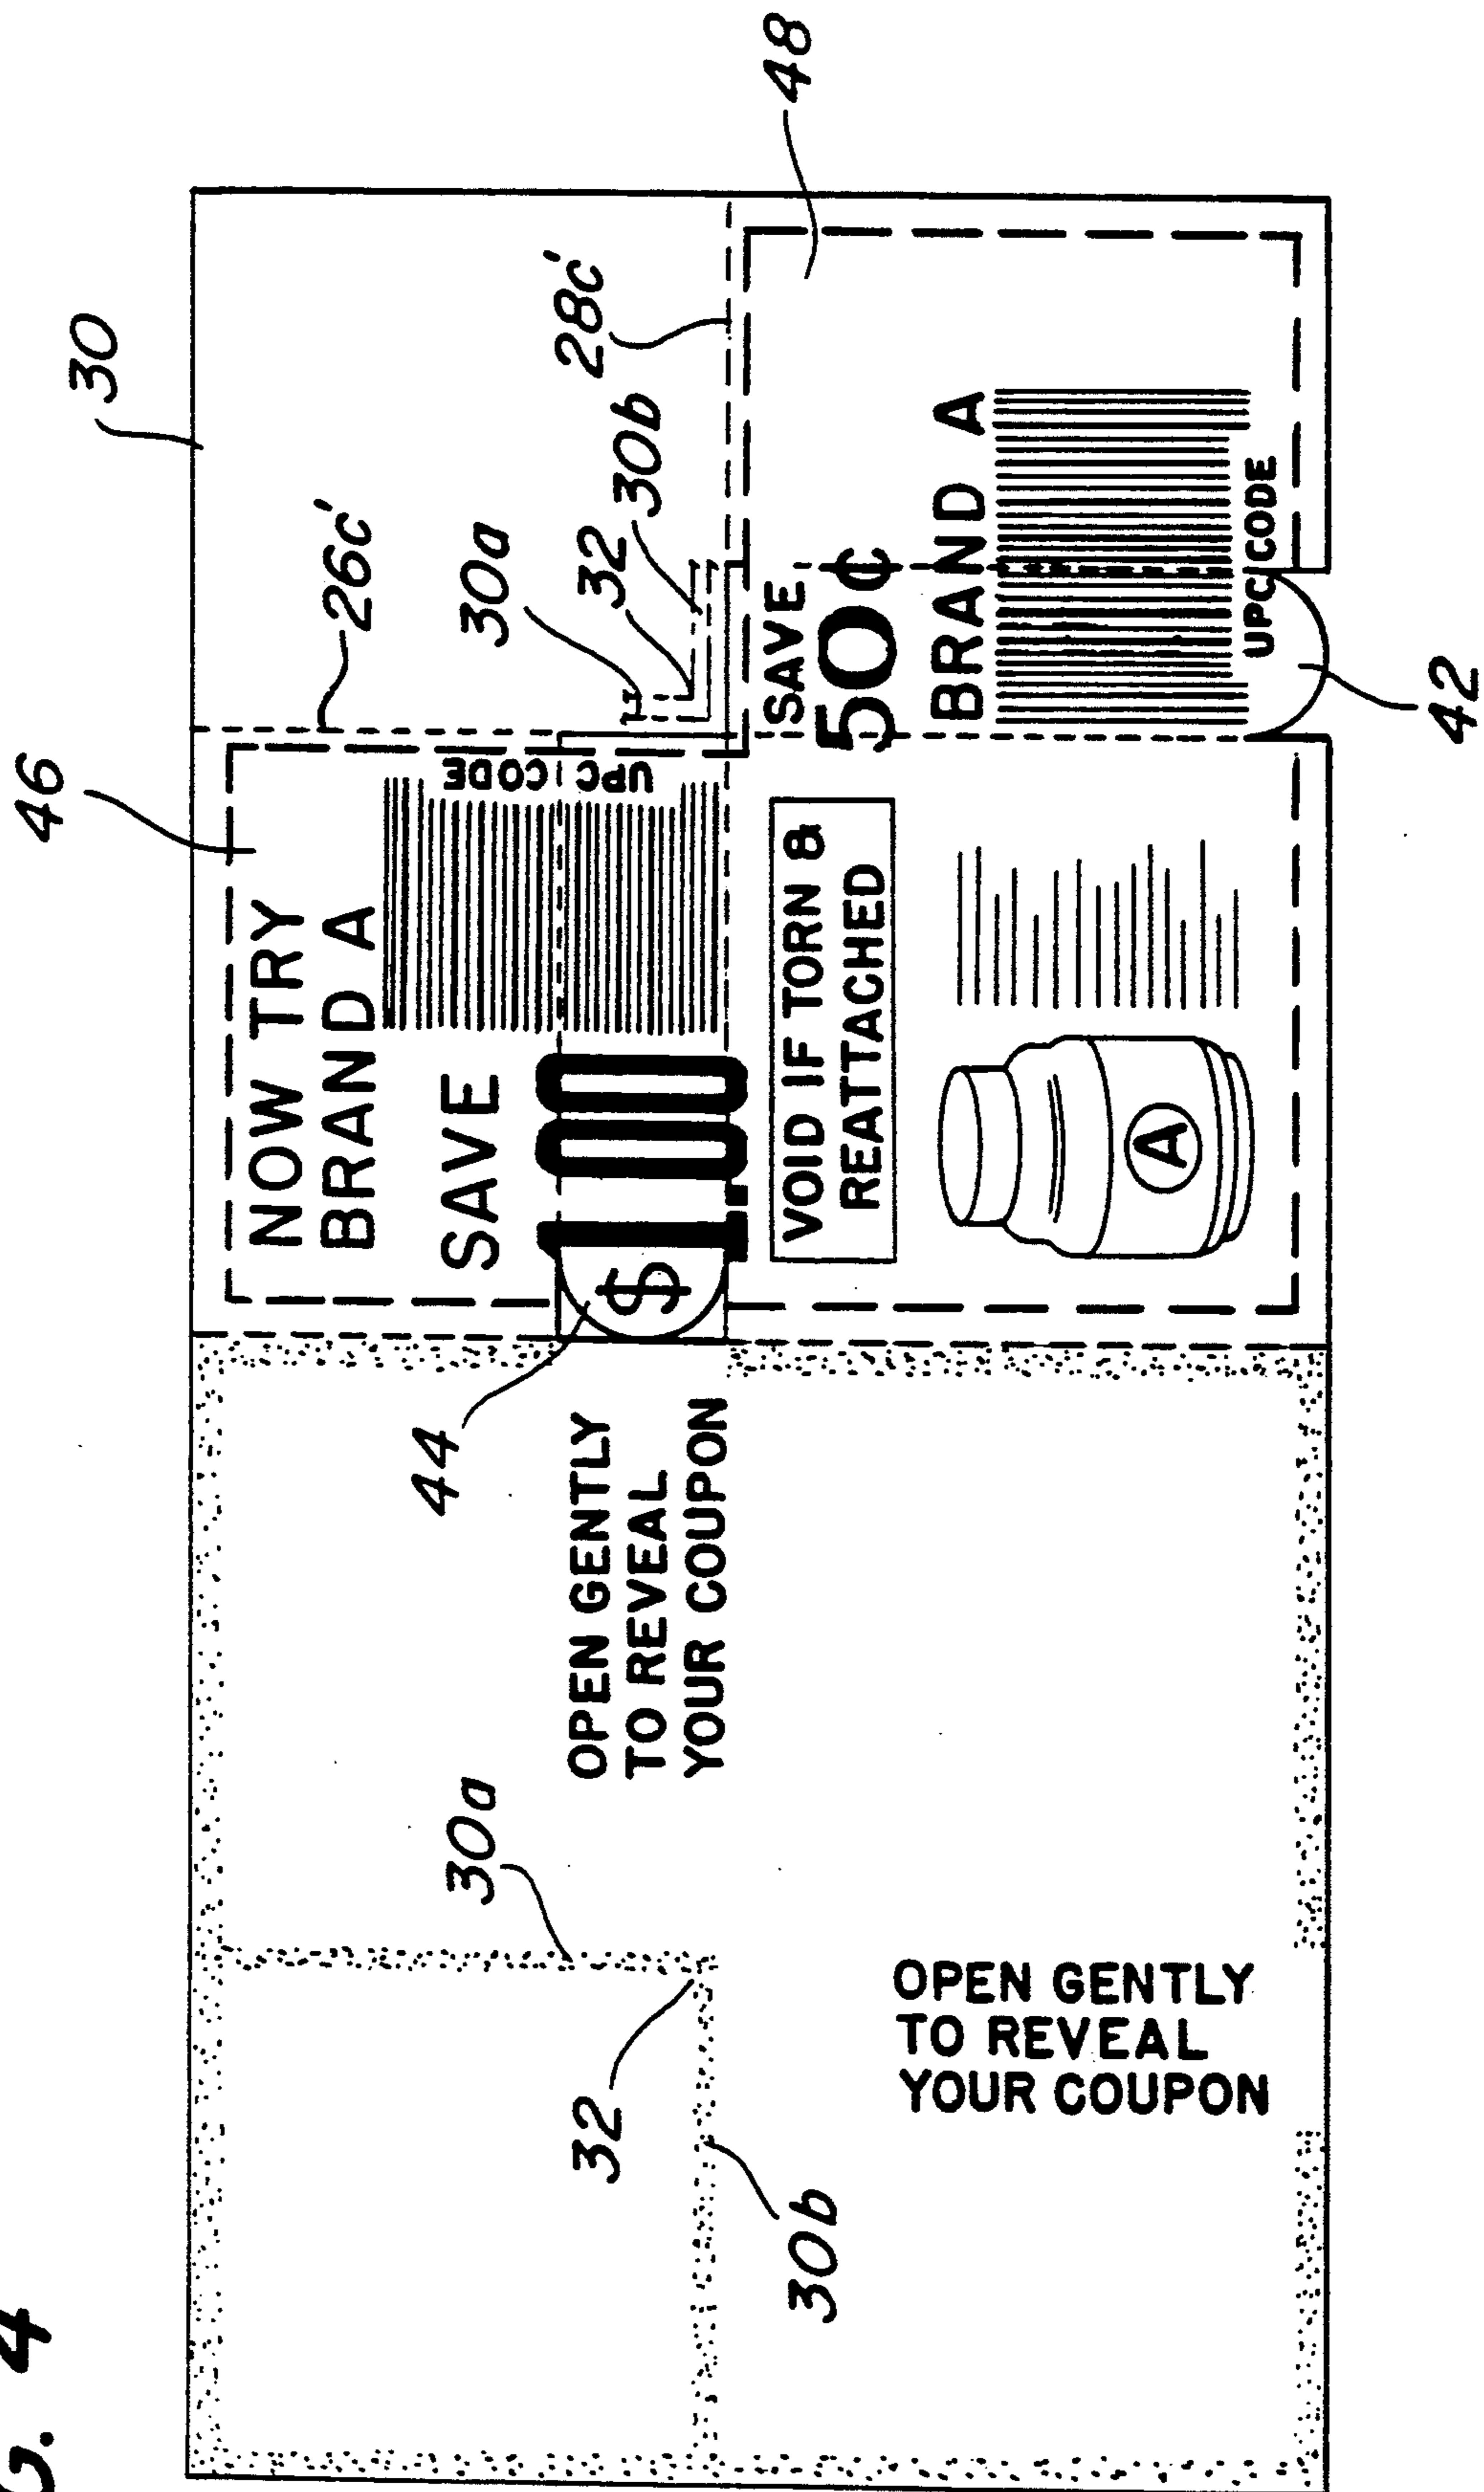 G. 4
46
30
48
26c'
28c'
30a
32
30b
NOW TRY
BRAND A
SAVE
$1.00
UPC CODE
44
SAVE
50¢
BRAND A
UPC CODE
42
VOID IF TORN &
REATTACHED
A
OPEN GENTLY
TO REVEAL
YOUR COUPON
30a
32
30b
OPEN GENTLY
TO REVEAL
YOUR COUPON